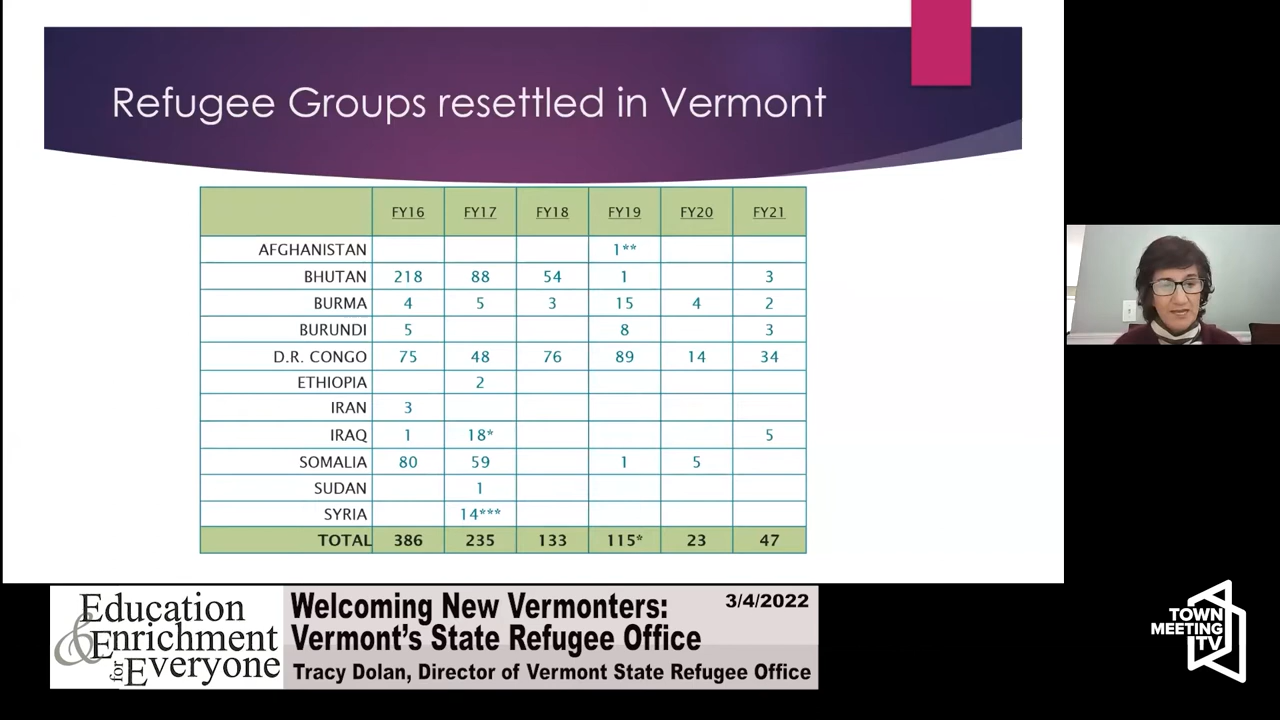 Refugee Groups resettled in Vermont
FY16 FY17 FY18 FY19 FY20 FY21
AFGHANISTAN 1**
BHUTAN 218 88 54 1 3
BURMA 4 5 3 15 4 2
BURUNDI 5 8 3
D.R. CONGO 75 48 76 89 14 34
ETHIOPIA 2
IRAN 3
IRAQ 1 18* 5
SOMALIA 80 59 1 5
SUDAN 1
SYRIA 14***
TOTAL 386 235 133 115* 23 47
Education
& Enrichment
for Everyone
Welcoming New Vermonters: 3/4/2022
Vermont's State Refugee Office
Tracy Dolan, Director of Vermont State Refugee Office
TOWN
MEETING
TV